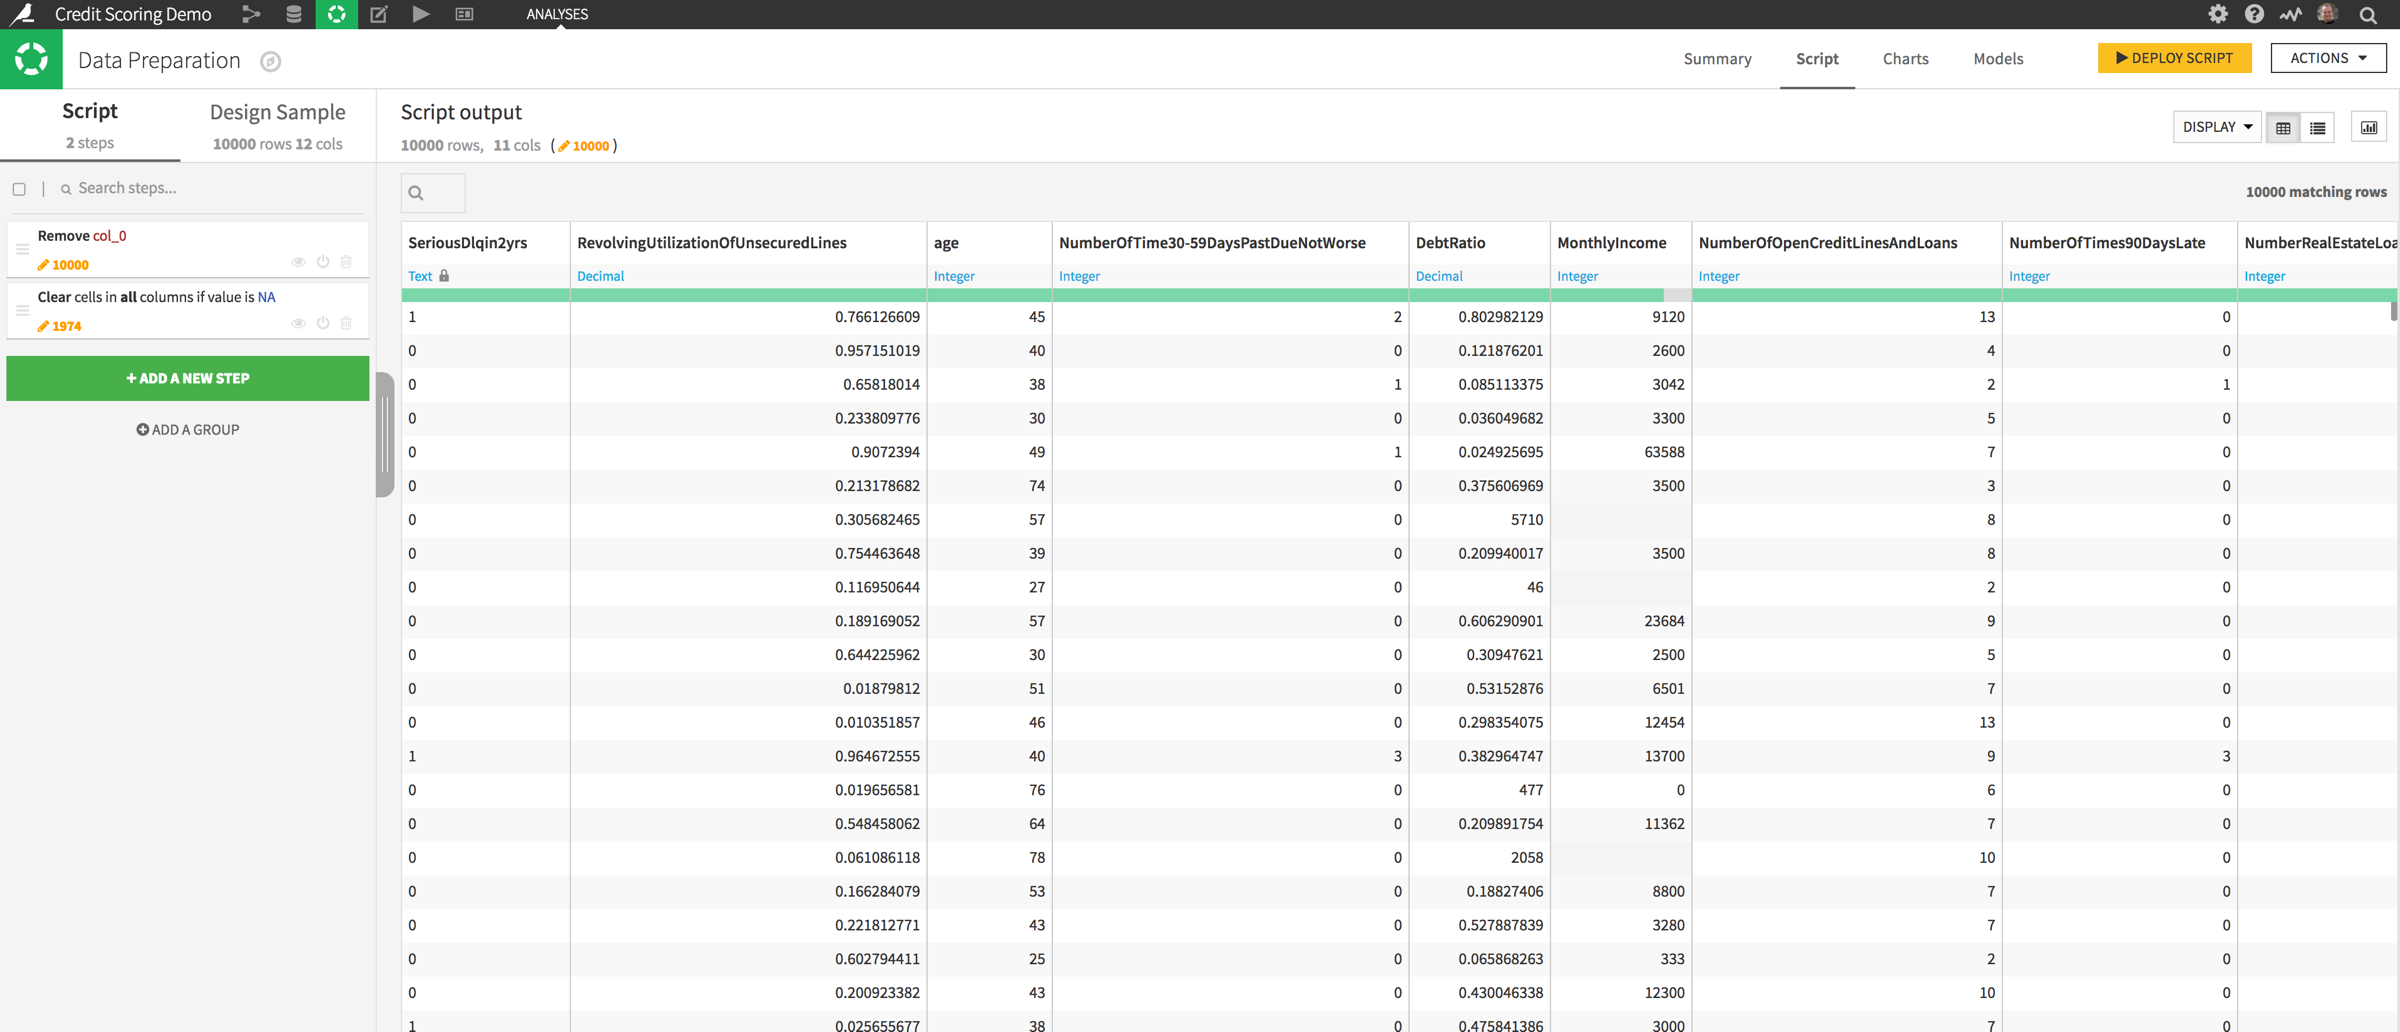 Credit Scoring Demo ANALYSES
Data Preparation Summary Script Charts Models DEPLOY SCRIPT ACTIONS
Script Design Sample Script output
2 steps 10000 rows 12 cols 10000 rows, 11 cols ( 10000 ) DISPLAY
Search steps... 10000 matching rows
Remove col_0
10000
Clear cells in all columns if value is NA
1974
+ ADD A NEW STEP
ADD A GROUP
SeriousDlqin2yrs RevolvingUtilizationOfUnsecuredLines age NumberOfTime30-59DaysPastDueNotWorse DebtRatio MonthlyIncome NumberOfOpenCreditLinesAndLoans NumberOfTimes90DaysLate NumberRealEstateLoa
Text Decimal Integer Integer Decimal Integer Integer Integer Integer
1 0.766126609 45 2 0.802982129 9120 13 0
0 0.957151019 40 0 0.121876201 2600 4 0
0 0.65818014 38 1 0.085113375 3042 2 1
0 0.233809776 30 0 0.036049682 3300 5 0
0 0.9072394 49 1 0.024925695 63588 7 0
0 0.213178682 74 0 0.375606969 3500 3 0
0 0.305682465 57 0 5710 8 0
0 0.754463648 39 0 0.209940017 3500 8 0
0 0.116950644 27 0 46 2 0
0 0.189169052 57 0 0.606290901 23684 9 0
0 0.644225962 30 0 0.30947621 2500 5 0
0 0.01879812 51 0 0.53152876 6501 7 0
0 0.010351857 46 0 0.298354075 12454 13 0
1 0.964672555 40 3 0.382964747 13700 9 3
0 0.019656581 76 0 477 0 6 0
0 0.548458062 64 0 0.209891754 11362 7 0
0 0.061086118 78 0 2058 10 0
0 0.166284079 53 0 0.18827406 8800 7 0
0 0.221812771 43 0 0.527887839 3280 7 0
0 0.602794411 25 0 0.065868263 333 2 0
0 0.200923382 43 0 0.430046338 12300 10 0
1 0.025655677 38 0 0.475841386 3000 7 0